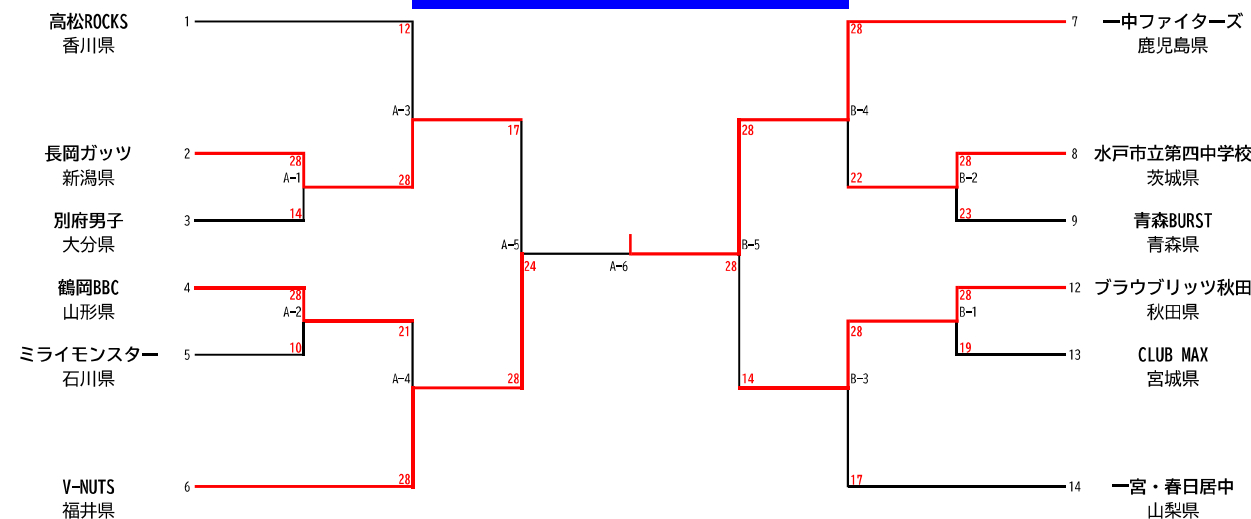 高松ROCKS
香川県
1
12
A-3
長岡ガッツ
新潟県
2
28
A-1
17
28
別府男子
大分県
3
14
A-5
鶴岡BBC
山形県
4
28
A-2
24
21
ミライモンスター
石川県
5
10
A-4
28
V-NUTS
福井県
6
28
A-6
28
B-5
一中ファイターズ
鹿児島県
7
28
B-4
28
水戸市立第四中学校
茨城県
8
28
B-2
22
青森BURST
青森県
9
23
ブラウブリッツ秋田
秋田県
12
28
B-1
28
CLUB MAX
宮城県
13
19
B-3
14
一宮・春日居中
山梨県
14
17